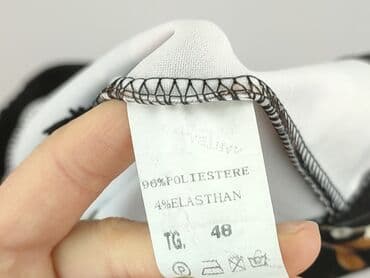 96%POLIESTERE
4%ELASTHAN
TG. 48
P